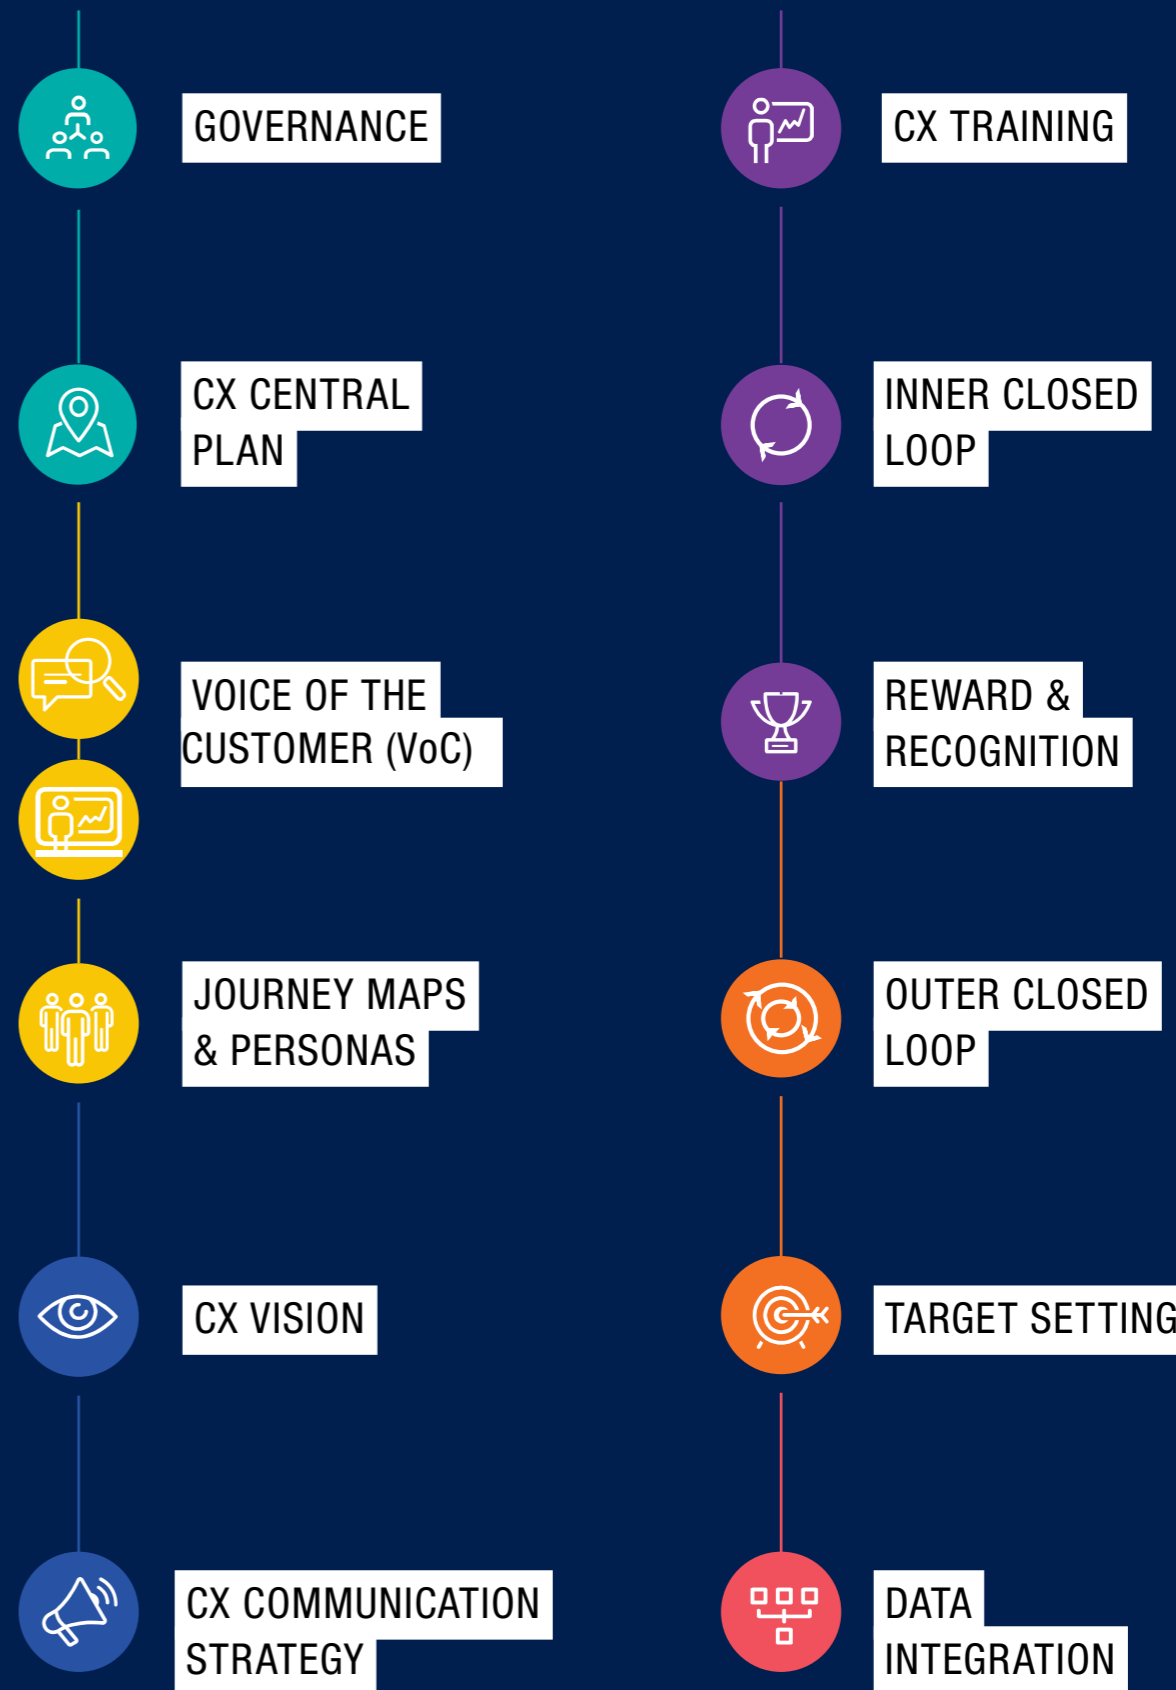 GOVERNANCE
CX CENTRAL
PLAN
VOICE OF THE
CUSTOMER (VoC)
JOURNEY MAPS
& PERSONAS
CX VISION
CX COMMUNICATION
STRATEGY
CX TRAINING
INNER CLOSED
LOOP
REWARD &
RECOGNITION
OUTER CLOSED
LOOP
TARGET SETTING
DATA
INTEGRATION